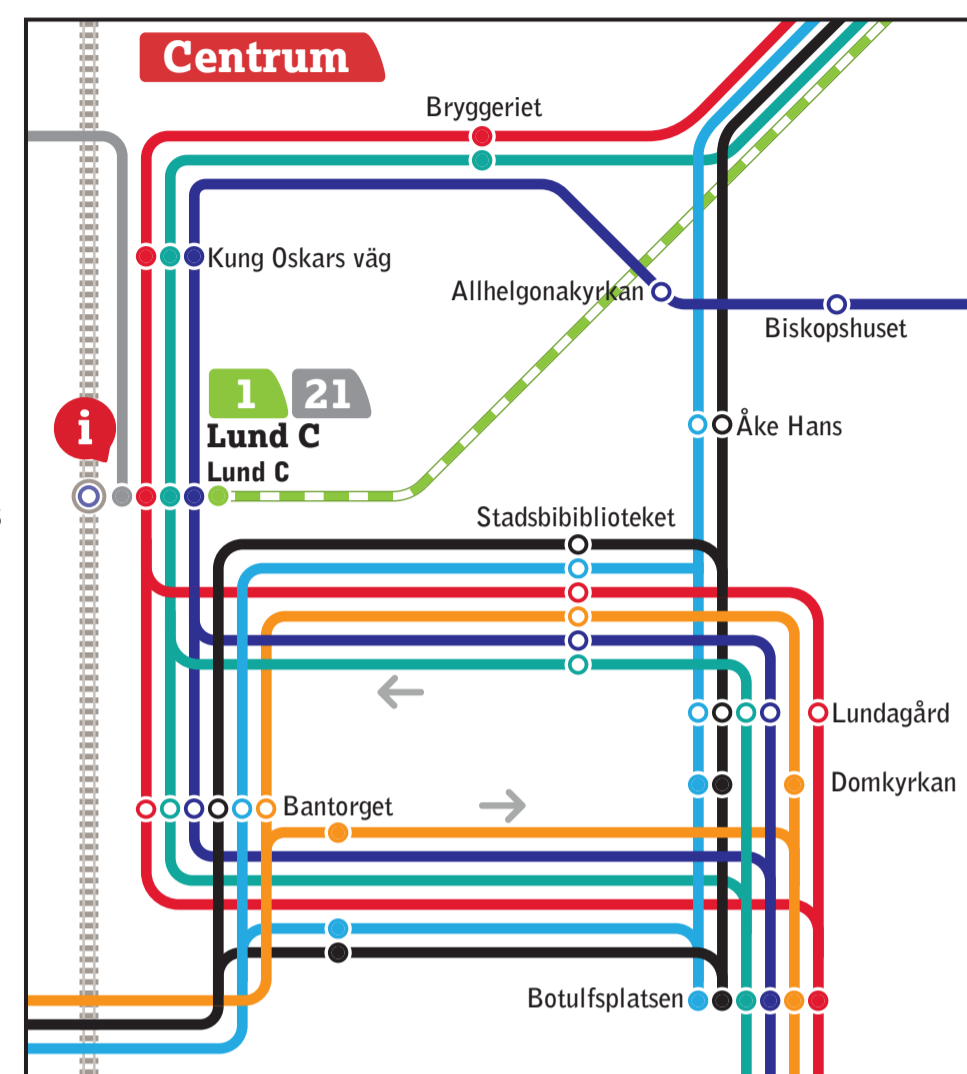 Centrum
Bryggeriet
Kung Oskars väg
Allhelgonakyrkan
Biskopshuset
1 21
i
Lund C
Lund C
Åke Hans
Stadsbibiblioteket
Lundagård
Domkyrkan
Bantorget
Botulfsplatsen